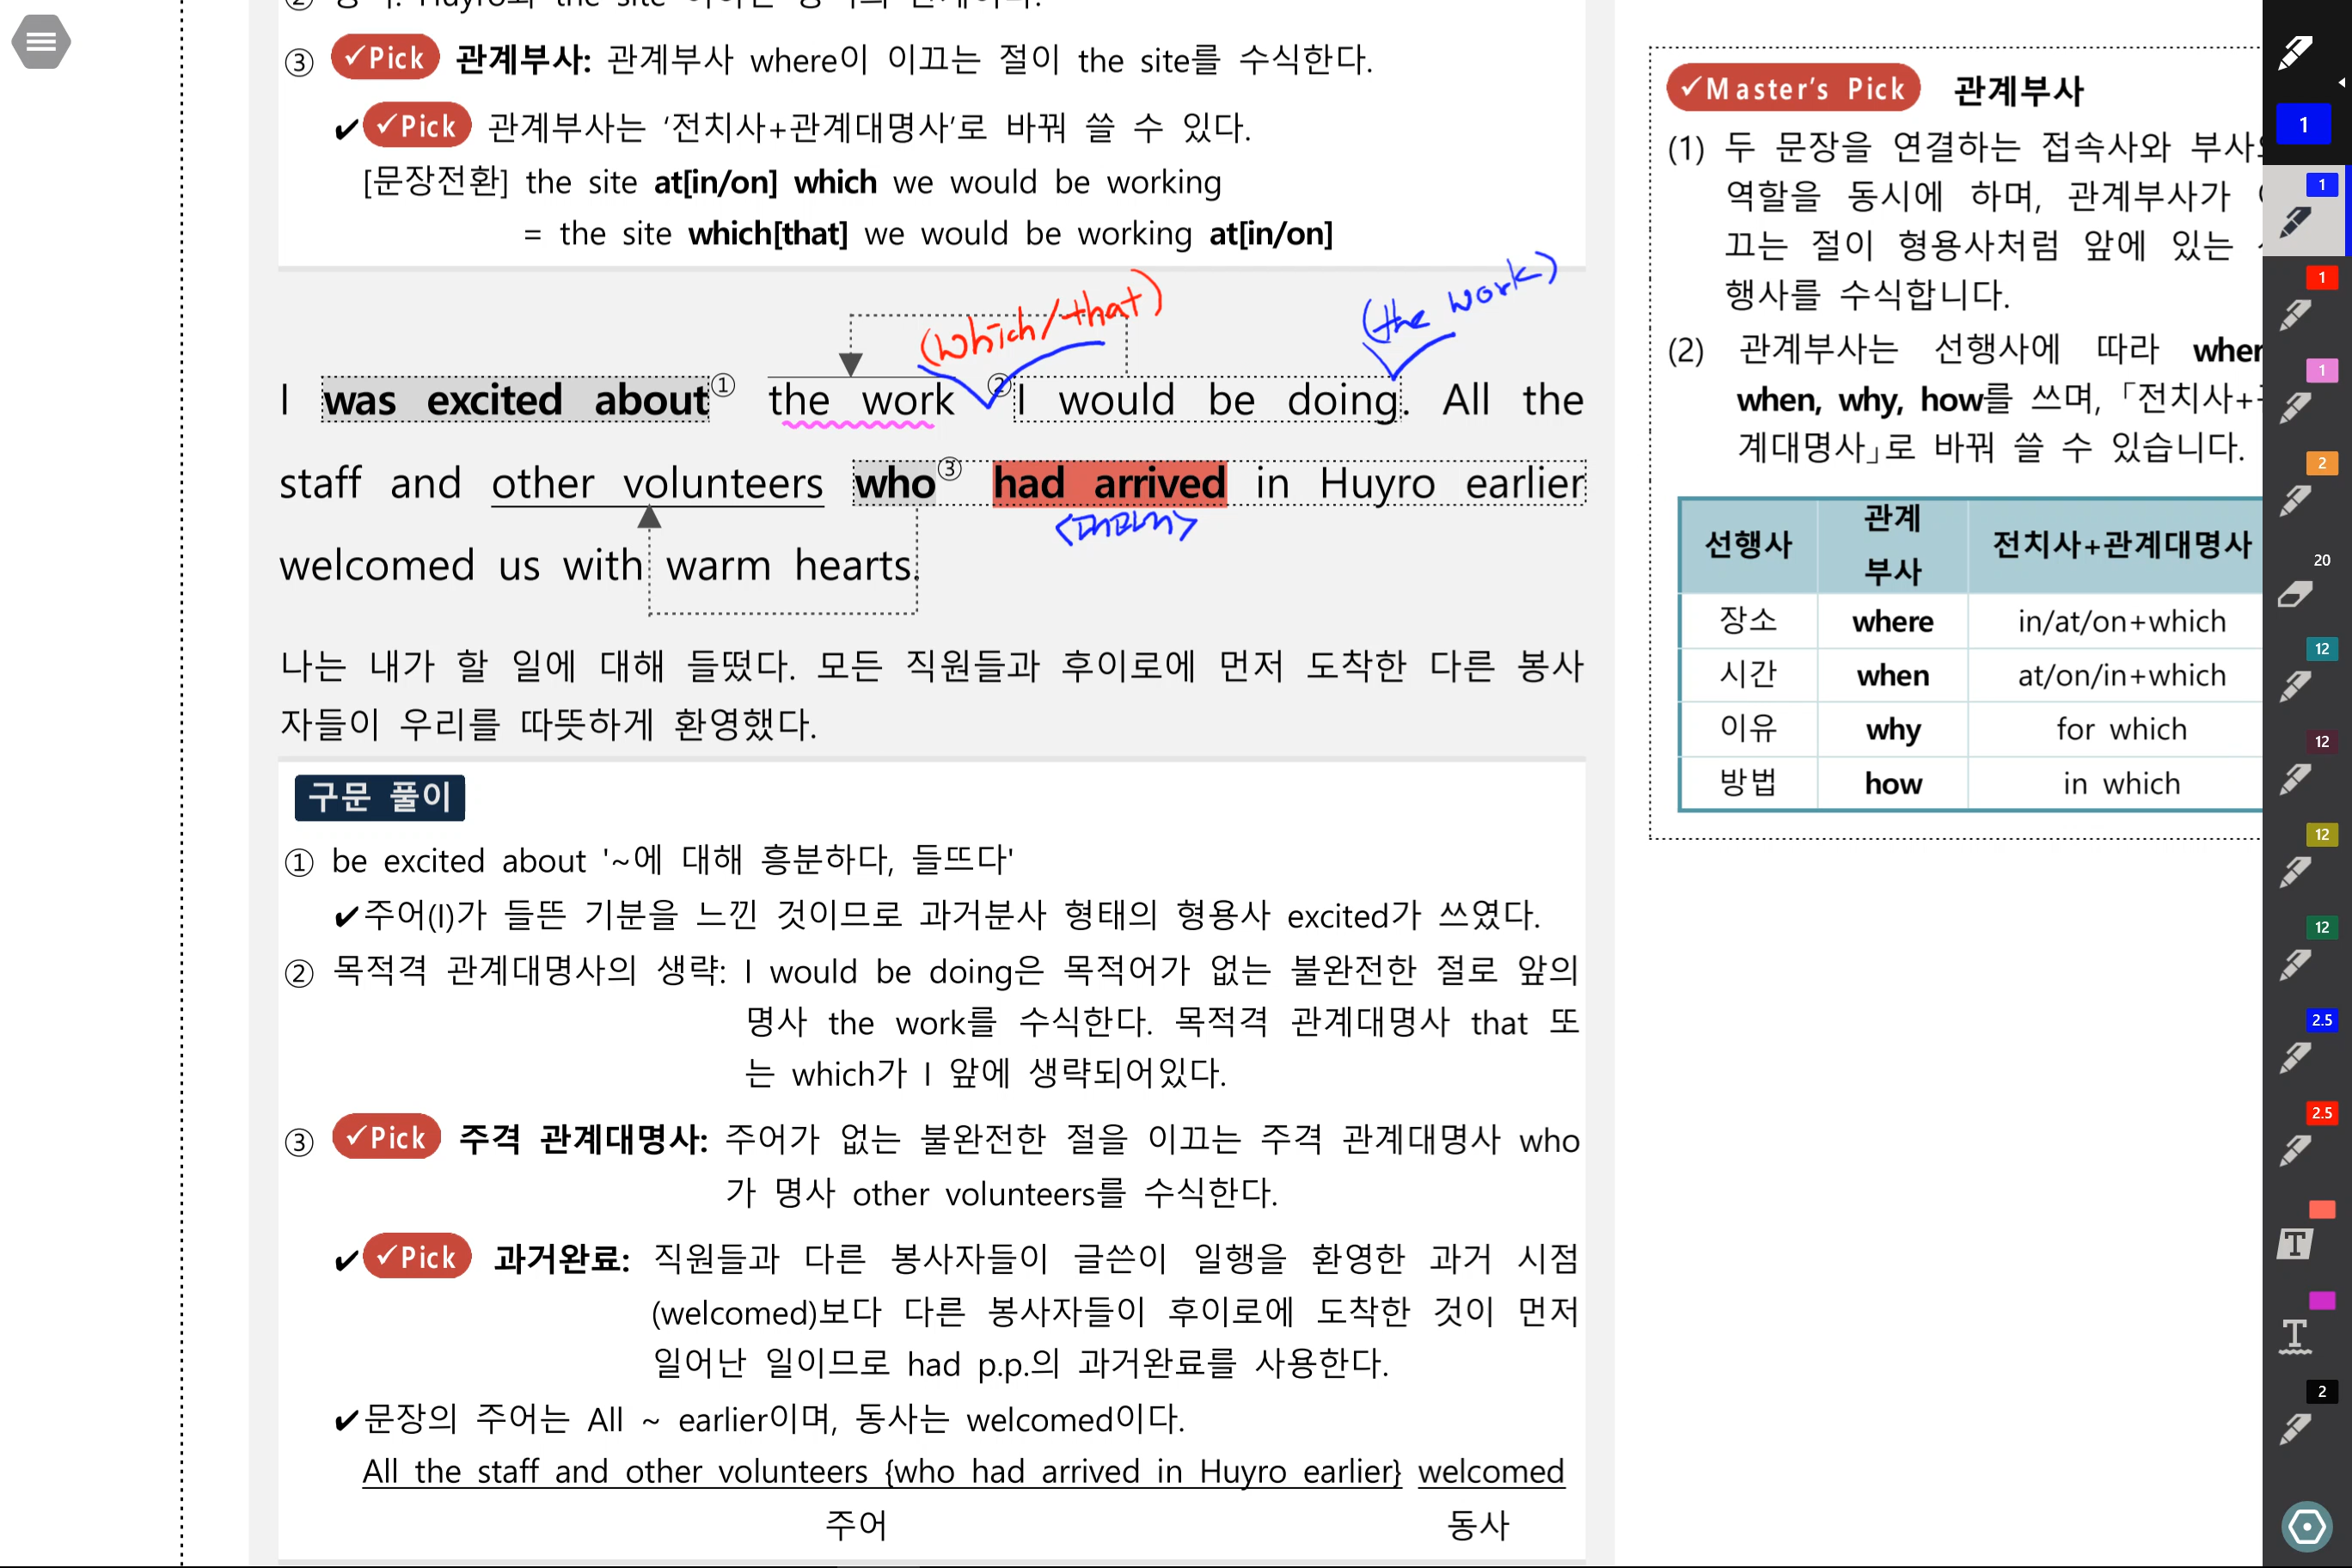 ③ ✓Pick 관계부사: 관계부사 where이 이끄는 절이 the site를 수식한다.
✔ ✓Pick 관계부사는 ‘전치사+관계대명사’로 바꿔 쓸 수 있다.
[문장전환] the site at[in/on] which we would be working
= the site which[that] we would be working at[in/on]
(which/that)
(the work)
I was excited about① the work ②I would be doing. All the
staff and other volunteers who③ had arrived in Huyro earlier
welcomed us with warm hearts.
나는 내가 할 일에 대해 들떴다. 모든 직원들과 후이로에 먼저 도착한 다른 봉사
자들이 우리를 따뜻하게 환영했다.
구문 풀이
① be excited about '~에 대해 흥분하다, 들뜨다'
✔주어(I)가 들뜬 기분을 느낀 것이므로 과거분사 형태의 형용사 excited가 쓰였다.
② 목적격 관계대명사의 생략: I would be doing은 목적어가 없는 불완전한 절로 앞의
명사 the work를 수식한다. 목적격 관계대명사 that 또
는 which가 I 앞에 생략되어있다.
③ ✓Pick 주격 관계대명사: 주어가 없는 불완전한 절을 이끄는 주격 관계대명사 who
가 명사 other volunteers를 수식한다.
✔ ✓Pick 과거완료: 직원들과 다른 봉사자들이 글쓴이 일행을 환영한 과거 시점
(welcomed)보다 다른 봉사자들이 후이로에 도착한 것이 먼저
일어난 일이므로 had p.p.의 과거완료를 사용한다.
✔문장의 주어는 All ~ earlier이며, 동사는 welcomed이다.
All the staff and other volunteers {who had arrived in Huyro earlier} welcomed
주어 동사
✓Master's Pick 관계부사
(1) 두 문장을 연결하는 접속사와 부사
역할을 동시에 하며, 관계부사가
끄는 절이 형용사처럼 앞에 있는
행사를 수식합니다.
(2) 관계부사는 선행사에 따라 wher
when, why, how를 쓰며, 「전치사+
계대명사」로 바꿔 쓸 수 있습니다.
선행사 관계부사 전치사+관계대명사
장소 where in/at/on+which
시간 when at/on/in+which
이유 why for which
방법 how in which
1
1
1
1
2
20
12
12
12
12
2.5
2.5
T
T
2